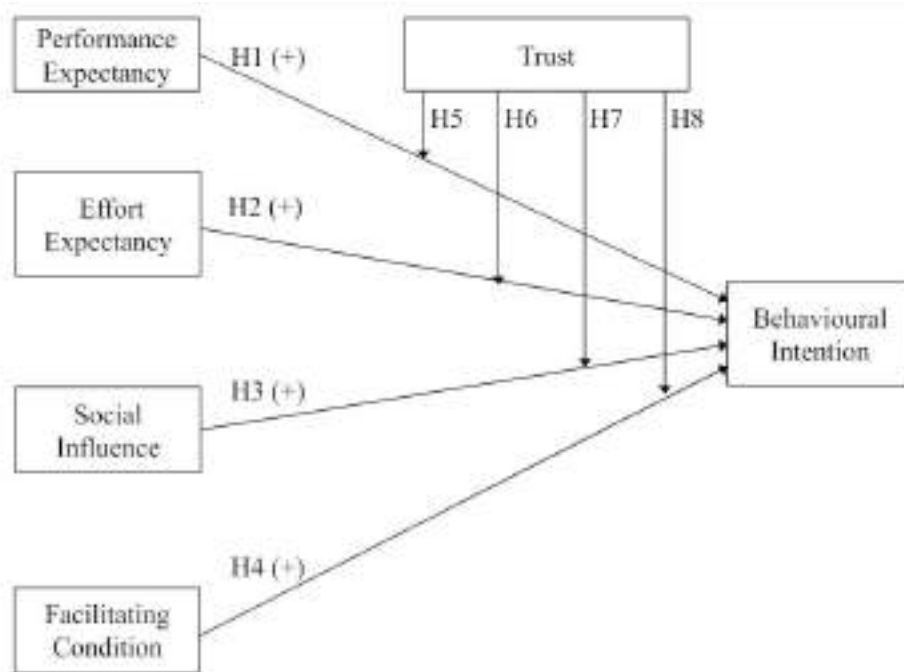 Performance
Expectancy
H1 (+)
Trust
H5
H6
H7
H8
Effort
Expectancy
H2 (+)
Behavioural
Intention
Social
Influence
H3 (+)
H4 (+)
Facilitating
Condition